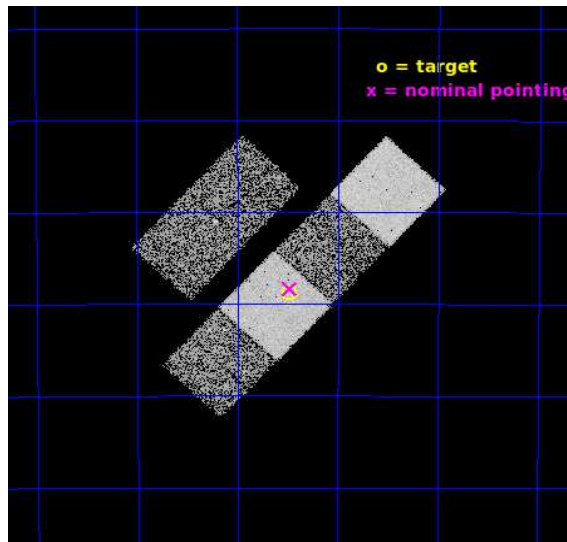 o = target
x = nominal pointing